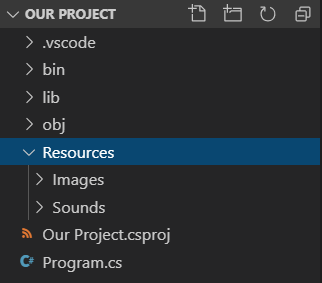 OUR PROJECT
.vscode
bin
lib
obj
Resources
Images
Sounds
Our Project.csproj
C# Program.cs